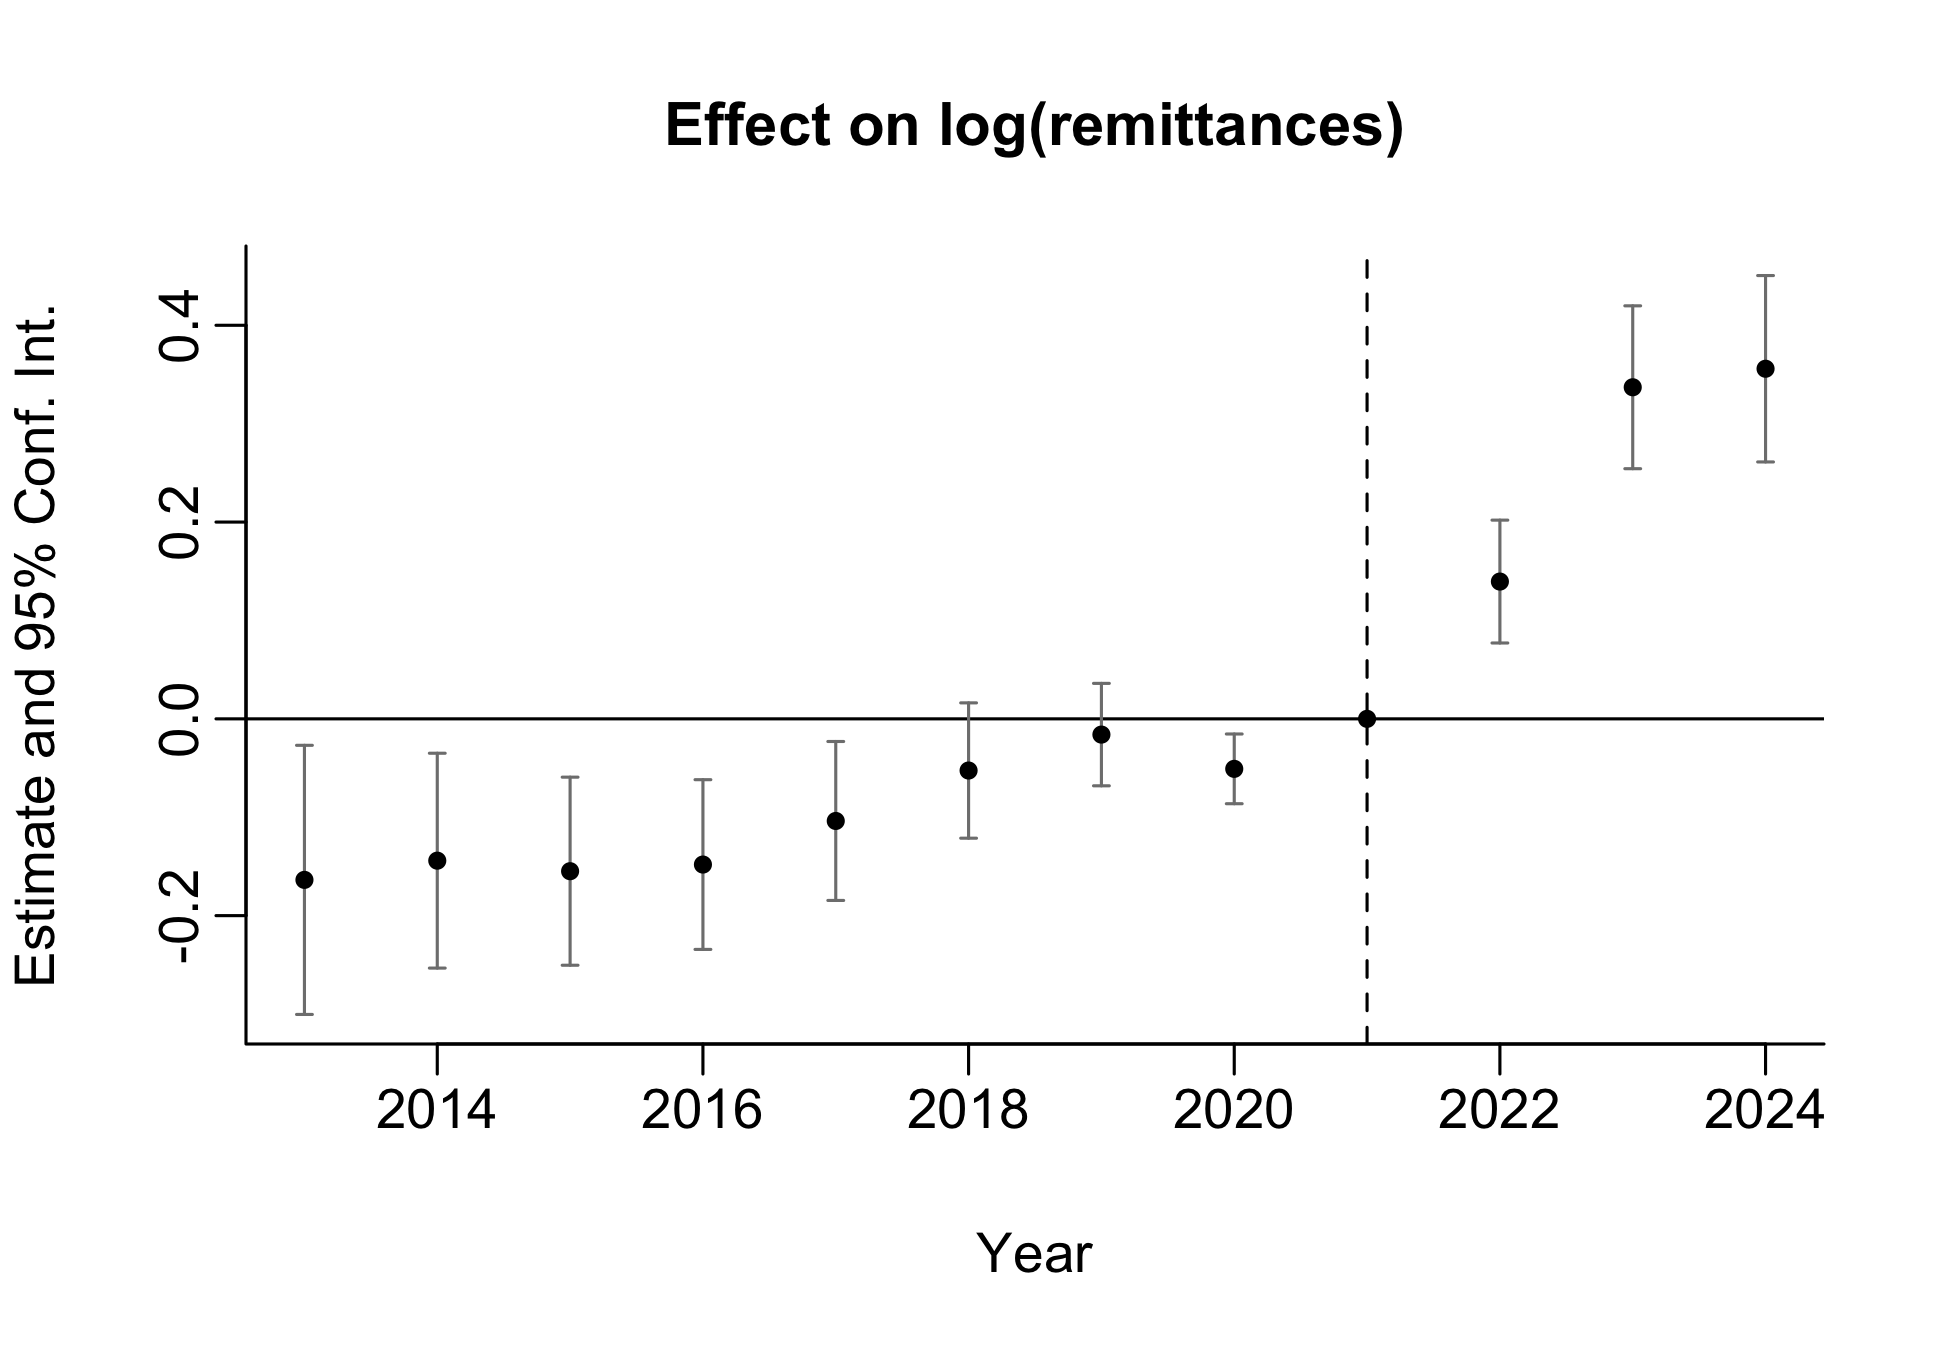 Effect on log(remittances)
Estimate and 95% Conf. Int.
0.4
0.2
0.0
-0.2
2014 2016 2018 2020 2022 2024
Year